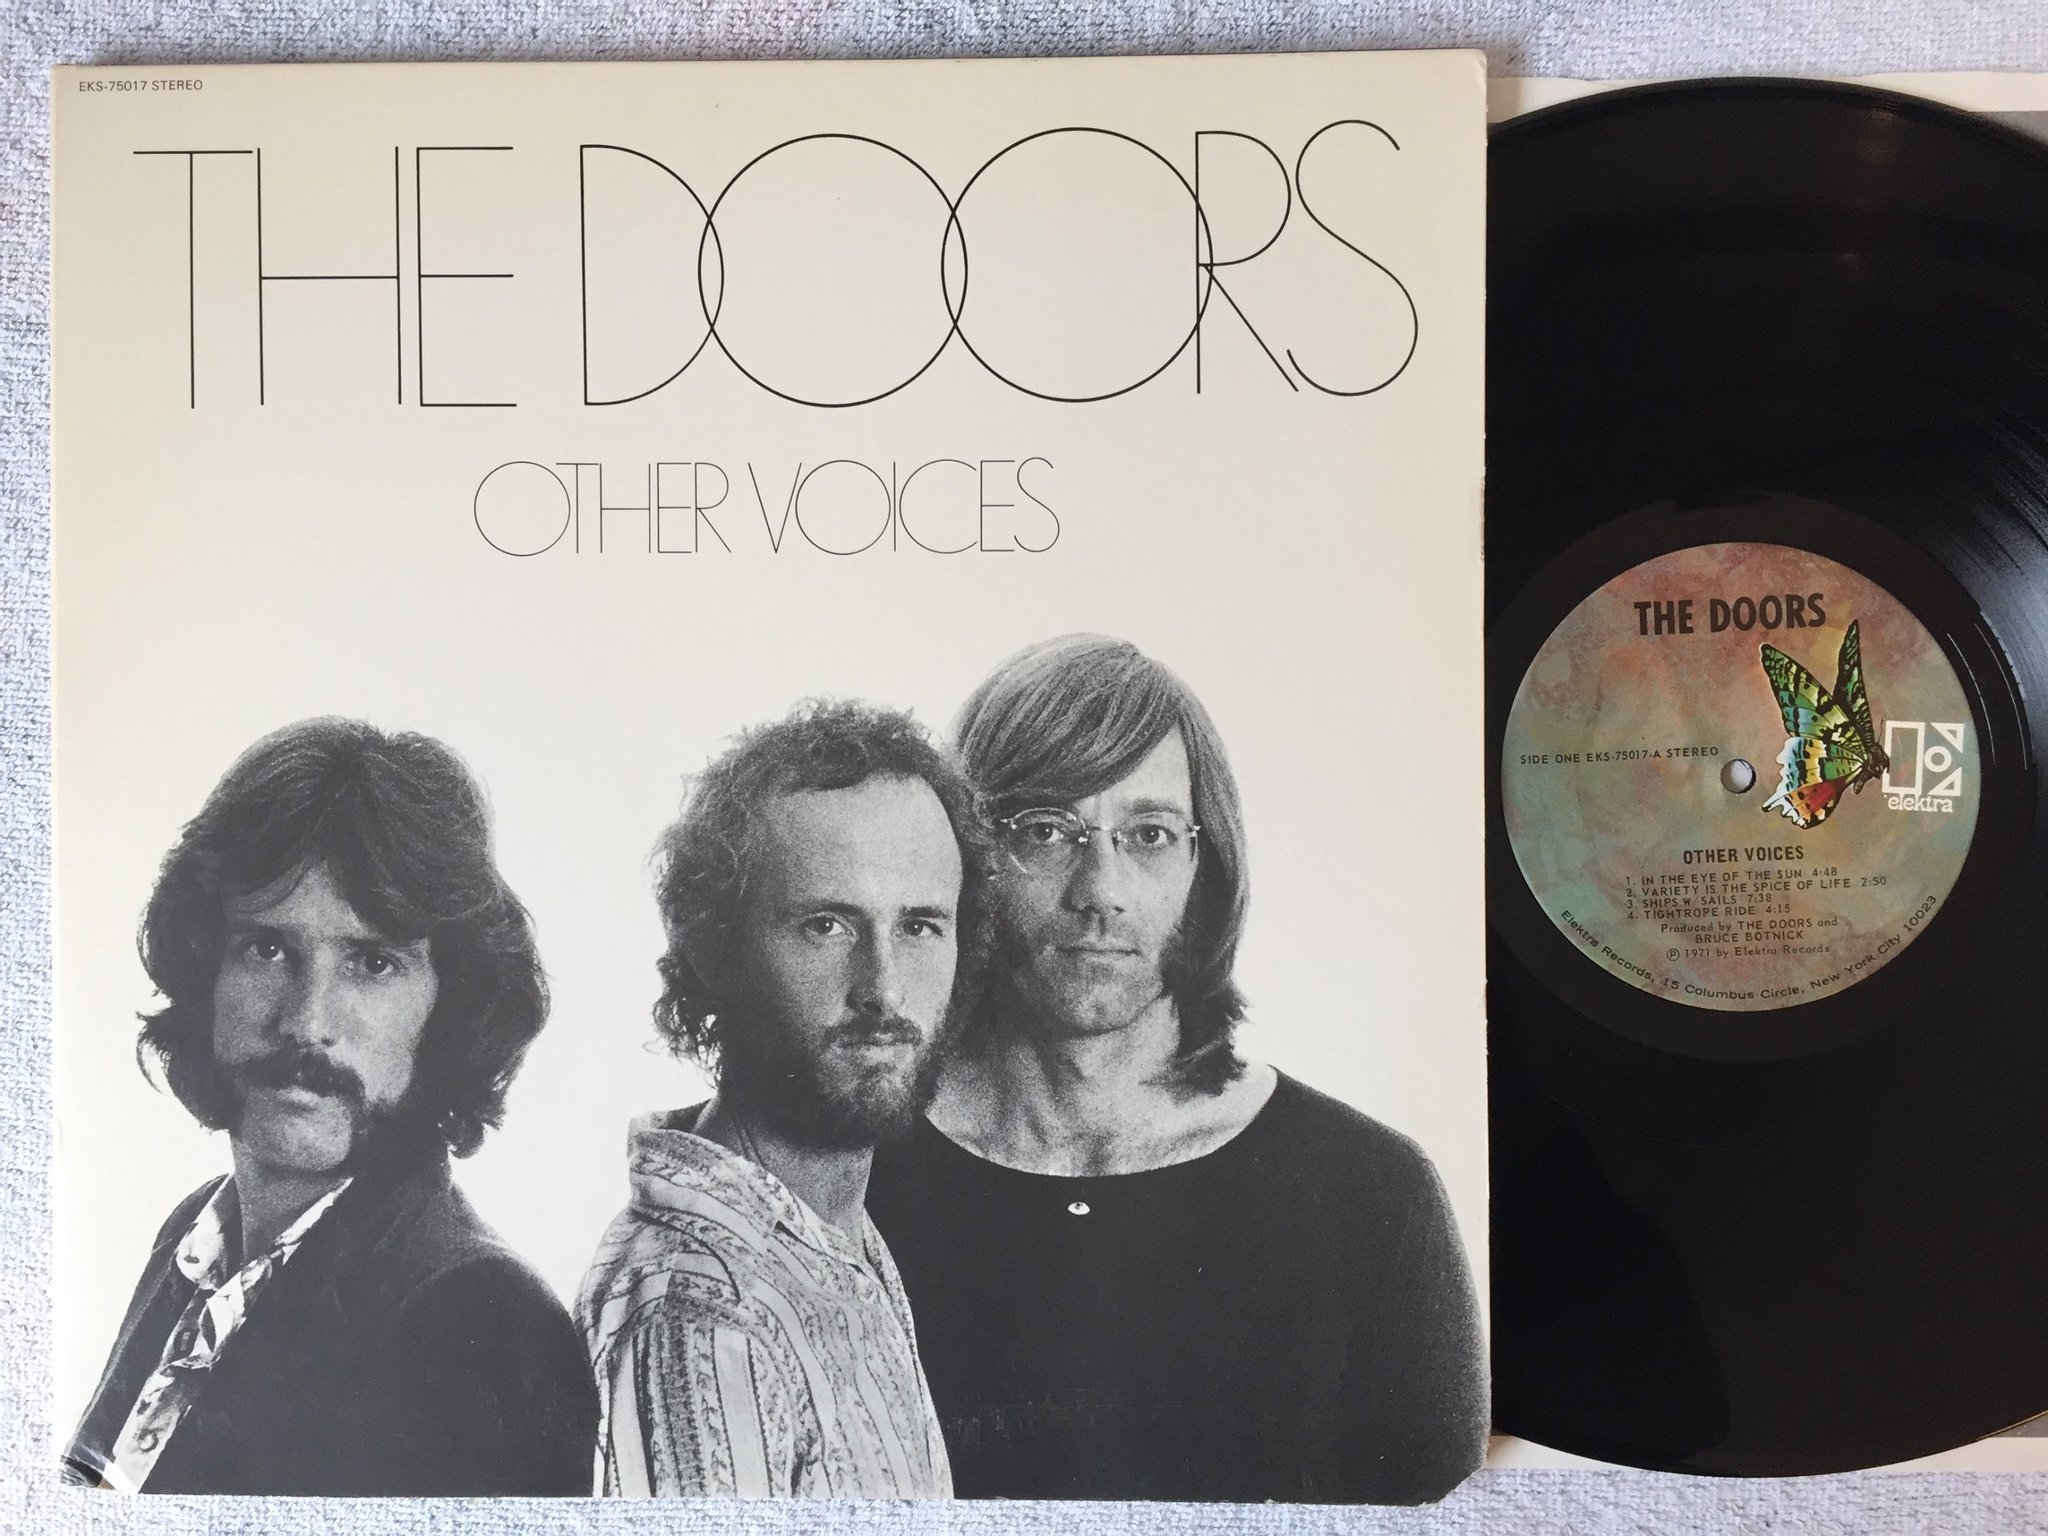 EKS-75017 STEREO
THE DOORS
OTHER VOICES
THE DOORS
SIDE ONE EKS-75017-A STEREO
elektra
OTHER VOICES
1. IN THE EYE OF THE SUN 4:48
2. VARIETY IS THE SPICE OF LIFE 2:50
3. SHIPS W/ SAILS 7:38
4. TIGHTROPE RIDE 4:15
Produced by THE DOORS and
BRUCE BOTNICK
℗ 1971 by Elektra Records
Elektra Records, 15 Columbus Circle, New York City 10023